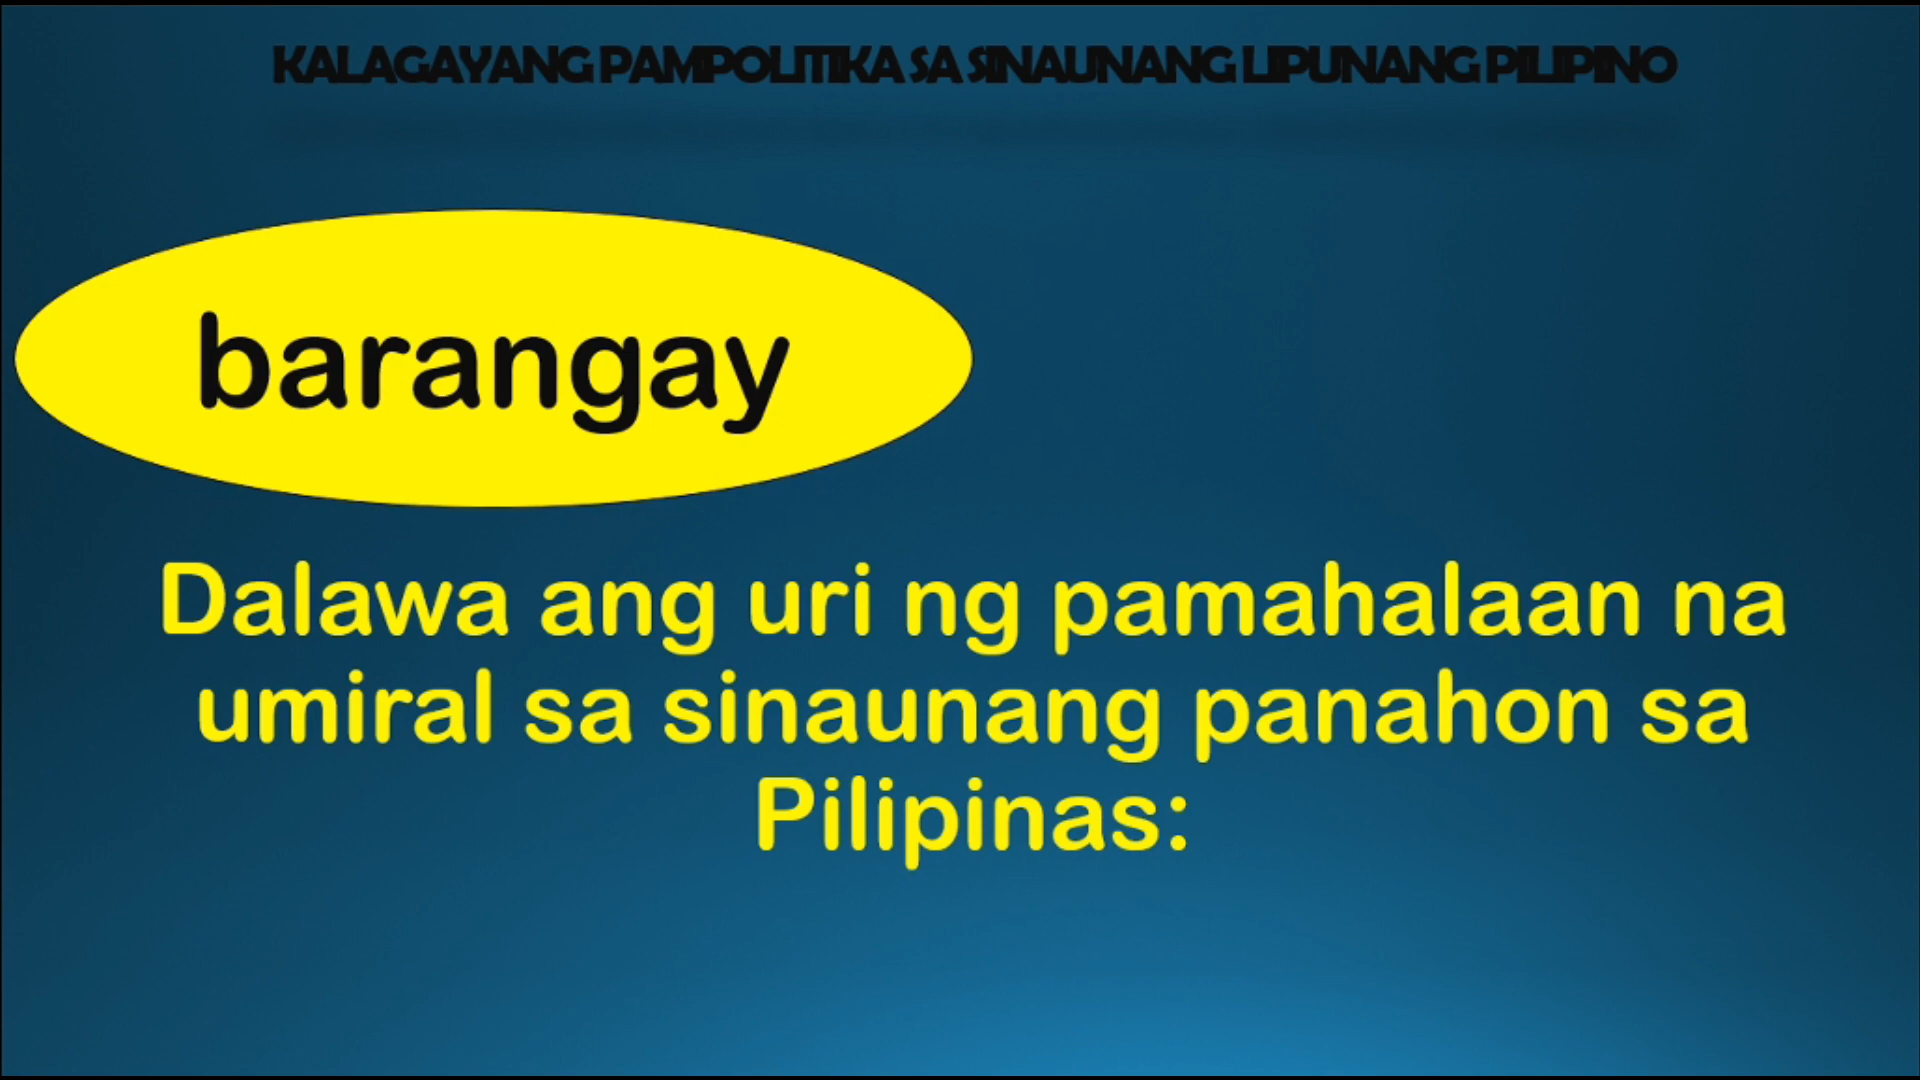 KALAGAYANG PAMPOLITIKA SA SINAUNANG LIPUNANG PILIPINO
barangay
Dalawa ang uri ng pamahalaan na
umiral sa sinaunang panahon sa
Pilipinas: